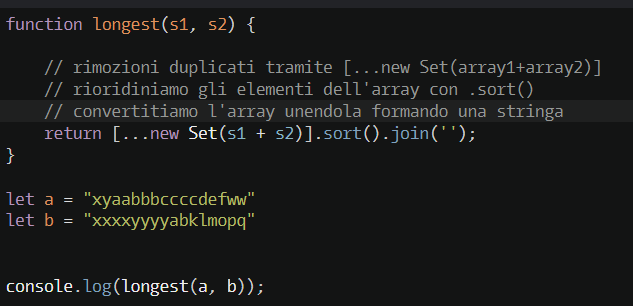 function longest(s1, s2) {
// rimozioni duplicati tramite [...new Set(array1+array2)]
// rioridiniamo gli elementi dell'array con .sort()
// convertitiamo l'array unendola formando una stringa
return [...new Set(s1 + s2)].sort().join('');
}
let a = "xyaabbbccccdefww"
let b = "xxxxyyyyabklmopq"
console.log(longest(a, b));